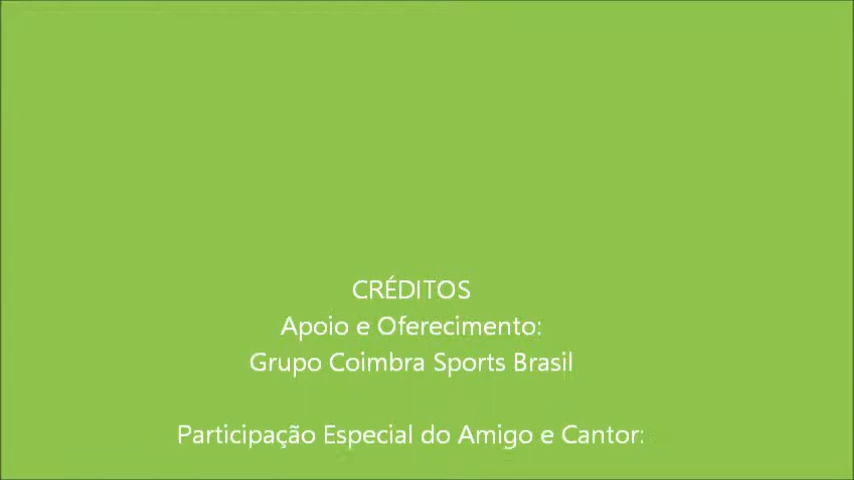 CRÉDITOS
Apoio e Oferecimento:
Grupo Coimbra Sports Brasil
Participação Especial do Amigo e Cantor: